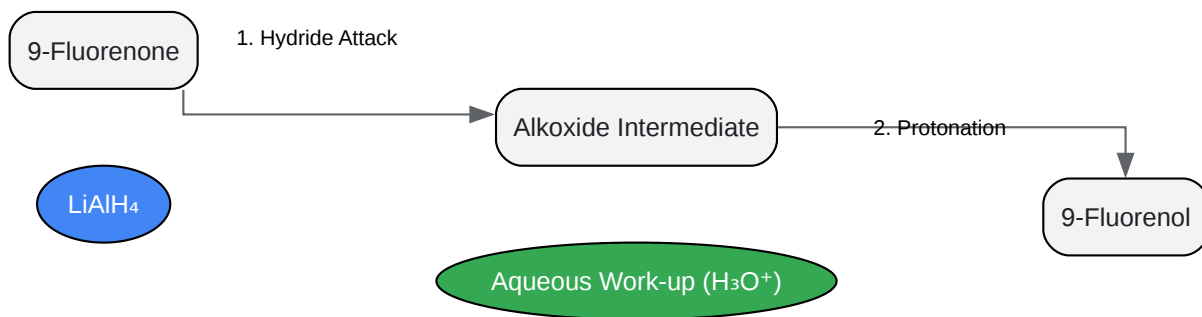 9-Fluorenone
1. Hydride Attack
Alkoxide Intermediate
2. Protonation
LiAlH₄
9-Fluorenol
Aqueous Work-up (H₃O⁺)